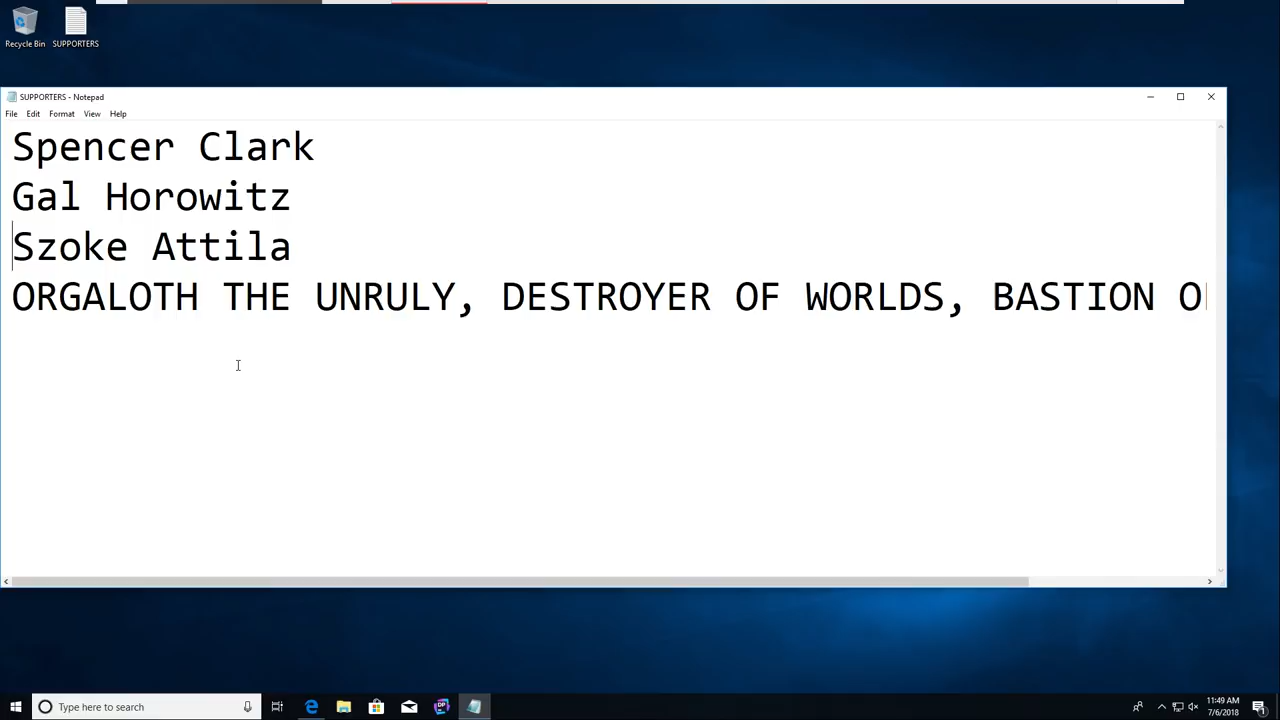 Recycle Bin
SUPPORTERS
SUPPORTERS - Notepad
File Edit Format View Help
Spencer Clark
Gal Horowitz
Szoke Attila
ORGALOTH THE UNRULY, DESTROYER OF WORLDS, BASTION
Type here to search
11:49 AM
7/6/2018